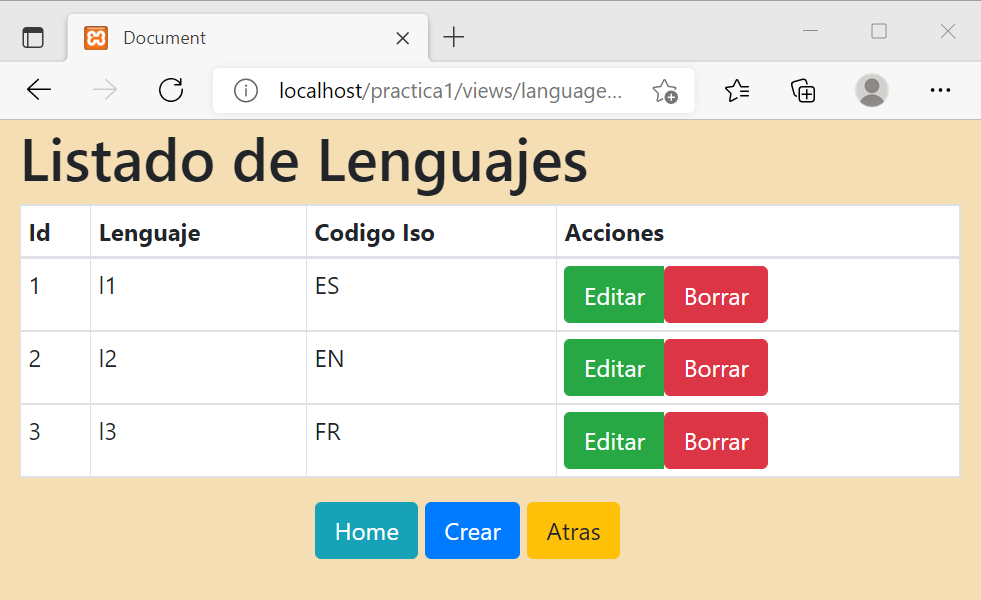 Document
localhost/practica1/views/language...
Listado de Lenguajes
Id Lenguaje Codigo Iso Acciones
1 l1 ES Editar Borrar
2 l2 EN Editar Borrar
3 l3 FR Editar Borrar
Home Crear Atras